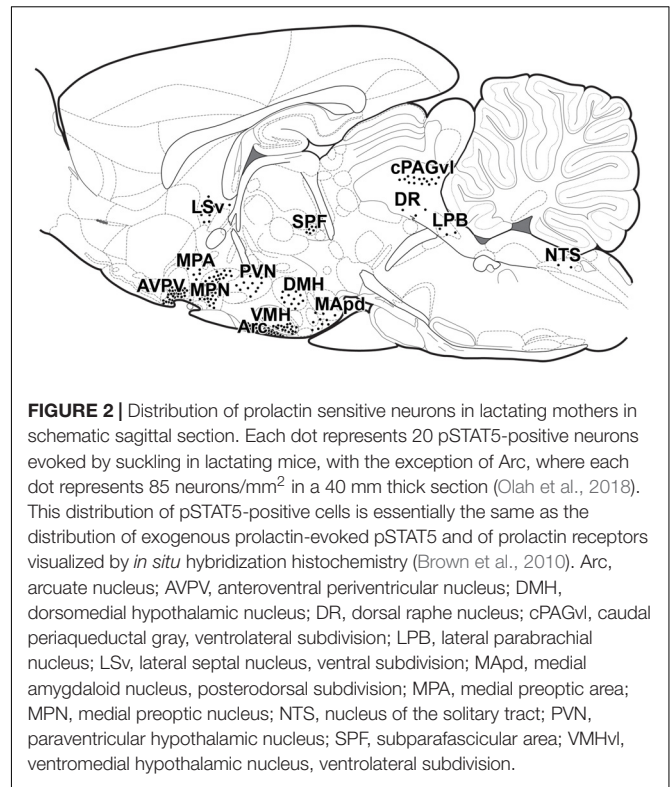 cPAGvl
DR
LPB
LSv
SPF
NTS
MPA
PVN
AVPV MPN
DMH
MApd
VMH
Arc
FIGURE 2 | Distribution of prolactin sensitive neurons in lactating mothers in
schematic sagittal section. Each dot represents 20 pSTAT5-positive neurons
evoked by suckling in lactating mice, with the exception of Arc, where each
dot represents 85 neurons/mm² in a 40 mm thick section (Olah et al., 2018).
This distribution of pSTAT5-positive cells is essentially the same as the
distribution of exogenous prolactin-evoked pSTAT5 and of prolactin receptors
visualized by in situ hybridization histochemistry (Brown et al., 2010). Arc,
arcuate nucleus; AVPV, anteroventral periventricular nucleus; DMH,
dorsomedial hypothalamic nucleus; DR, dorsal raphe nucleus; cPAGvl, caudal
periaqueductal gray, ventrolateral subdivision; LPB, lateral parabrachial
nucleus; LSv, lateral septal nucleus, ventral subdivision; MApd, medial
amygdaloid nucleus, posterodorsal subdivision; MPA, medial preoptic area;
MPN, medial preoptic nucleus; NTS, nucleus of the solitary tract; PVN,
paraventricular hypothalamic nucleus; SPF, subparafascicular area; VMHvl,
ventromedial hypothalamic nucleus, ventrolateral subdivision.